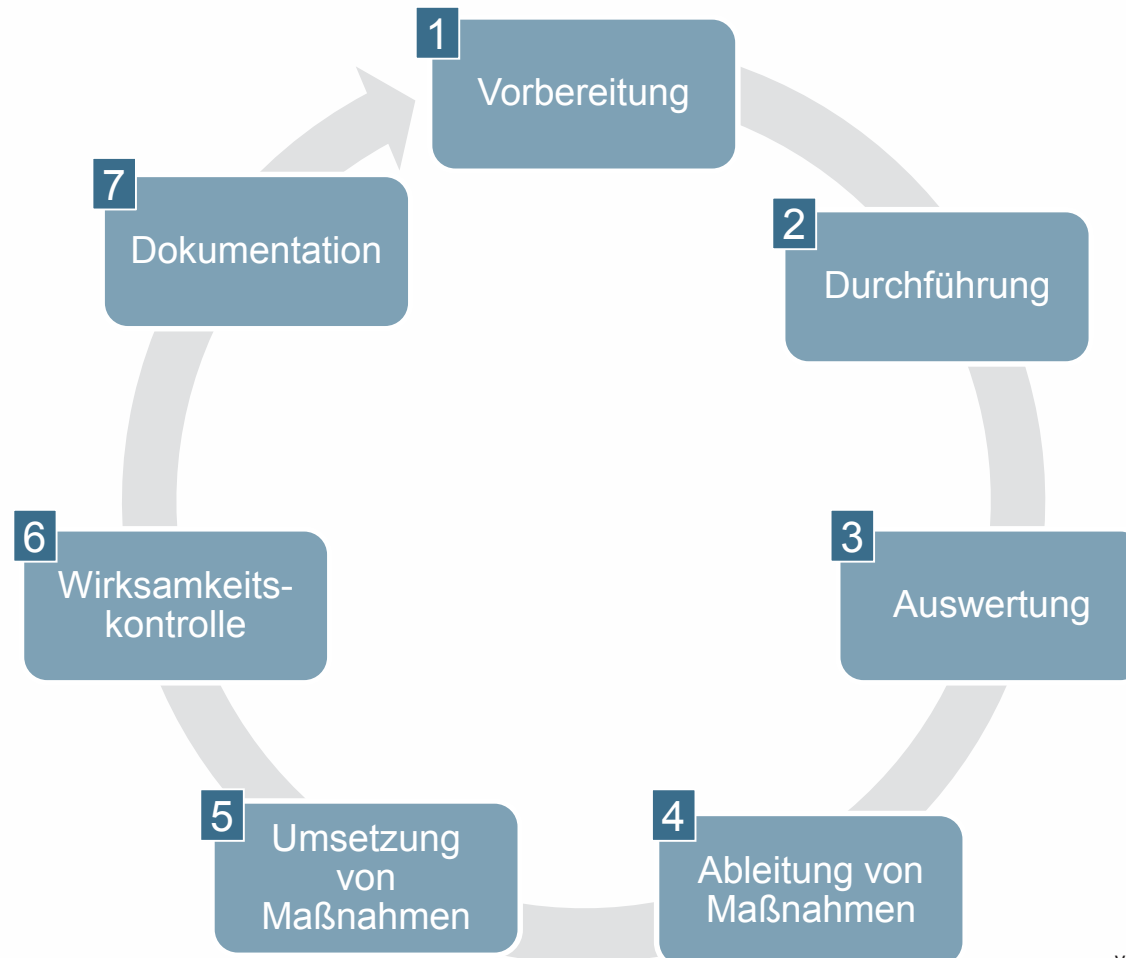 1
Vorbereitung
2
Durchführung
3
Auswertung
4
Ableitung von
Maßnahmen
5
Umsetzung
von
Maßnahmen
6
Wirksamkeits-
kontrolle
7
Dokumentation